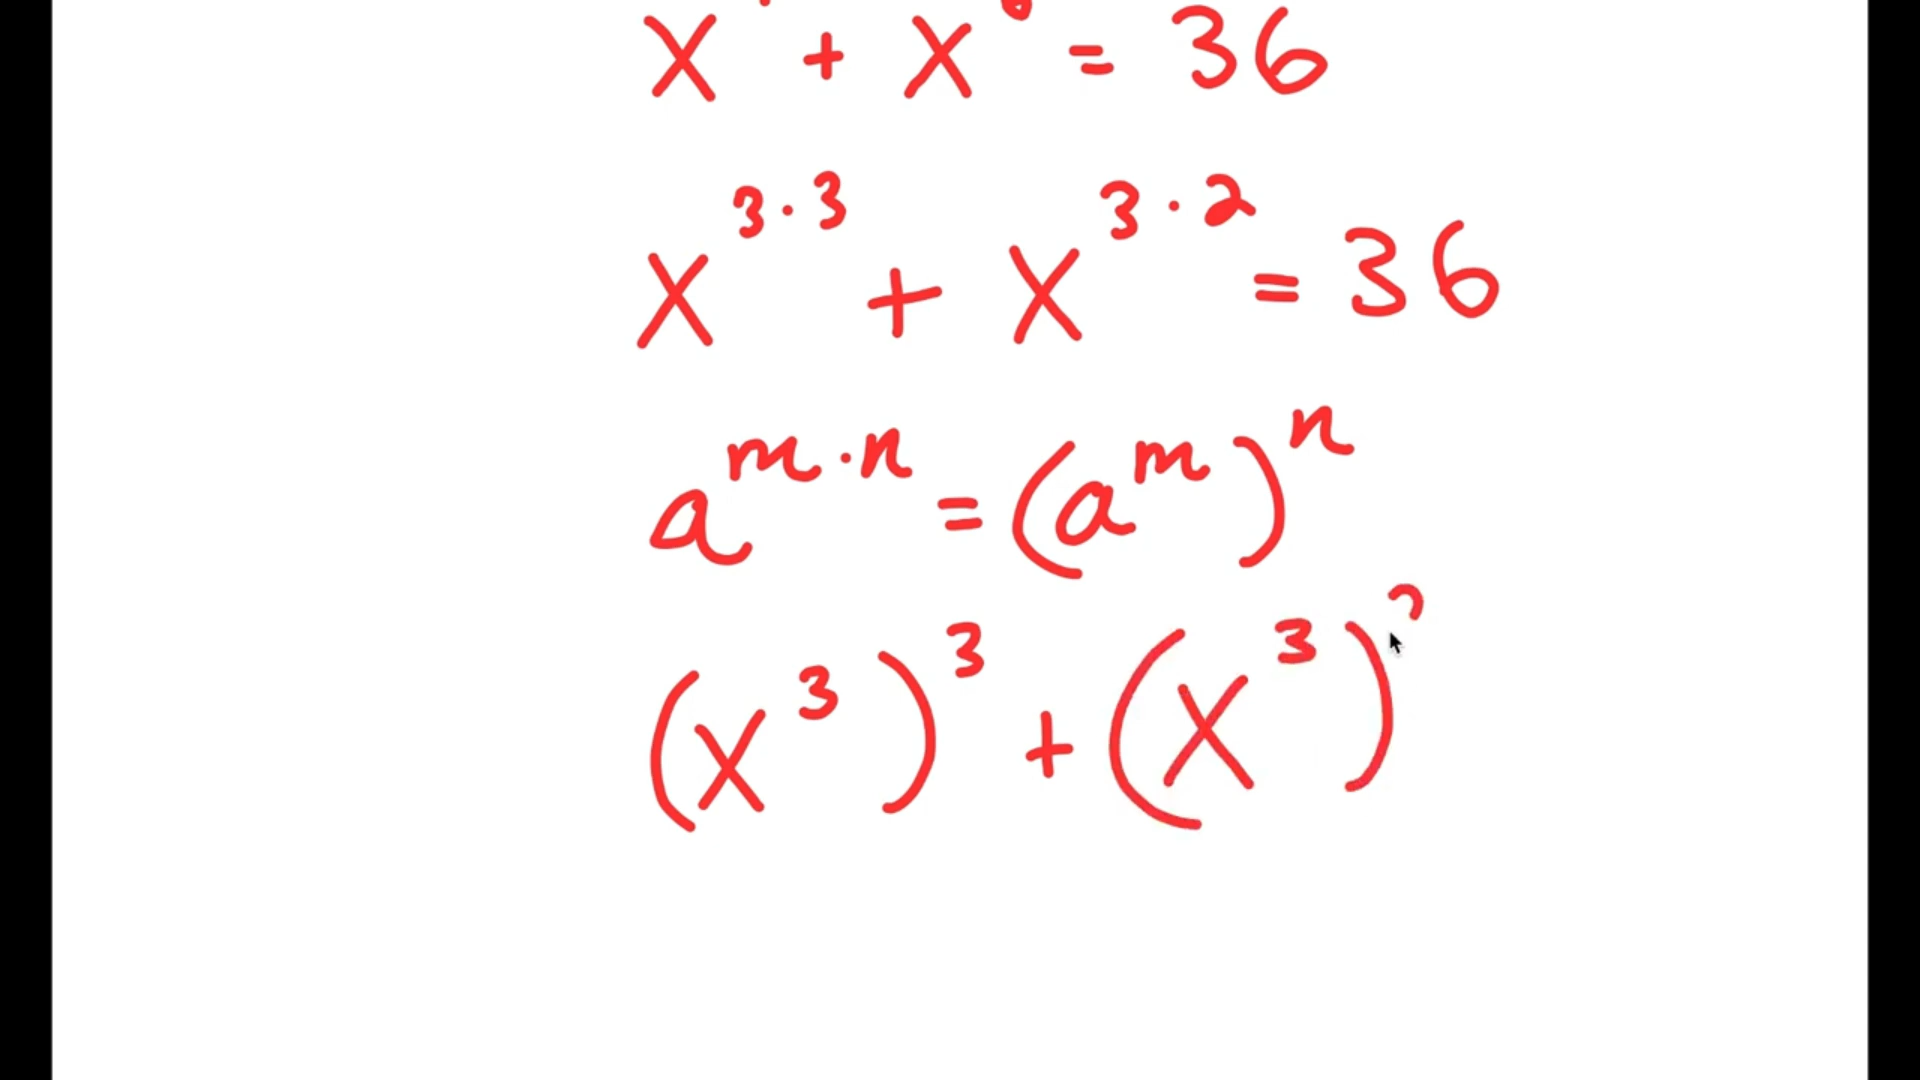 x + x = 36
x^{3·3} + x^{3·2} = 36
a^{m·n} = (a^m)^n
(x^3)^3 + (x^3)